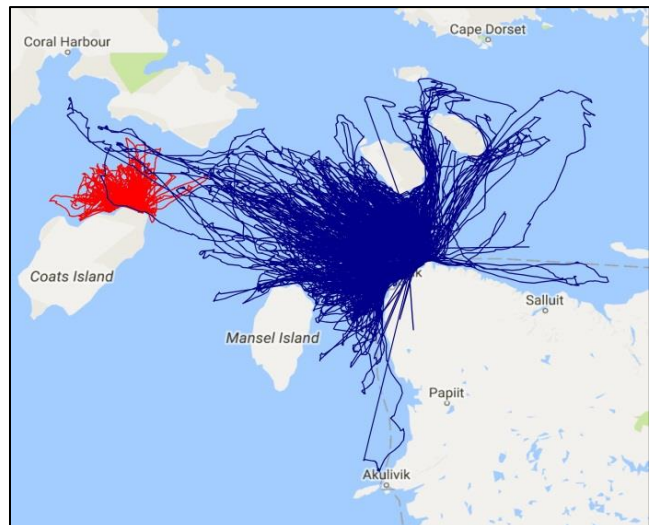 Cape Dorset
Coral Harbour
Coats Island
Salluit
Mansel Island
Papiit
Akulivik